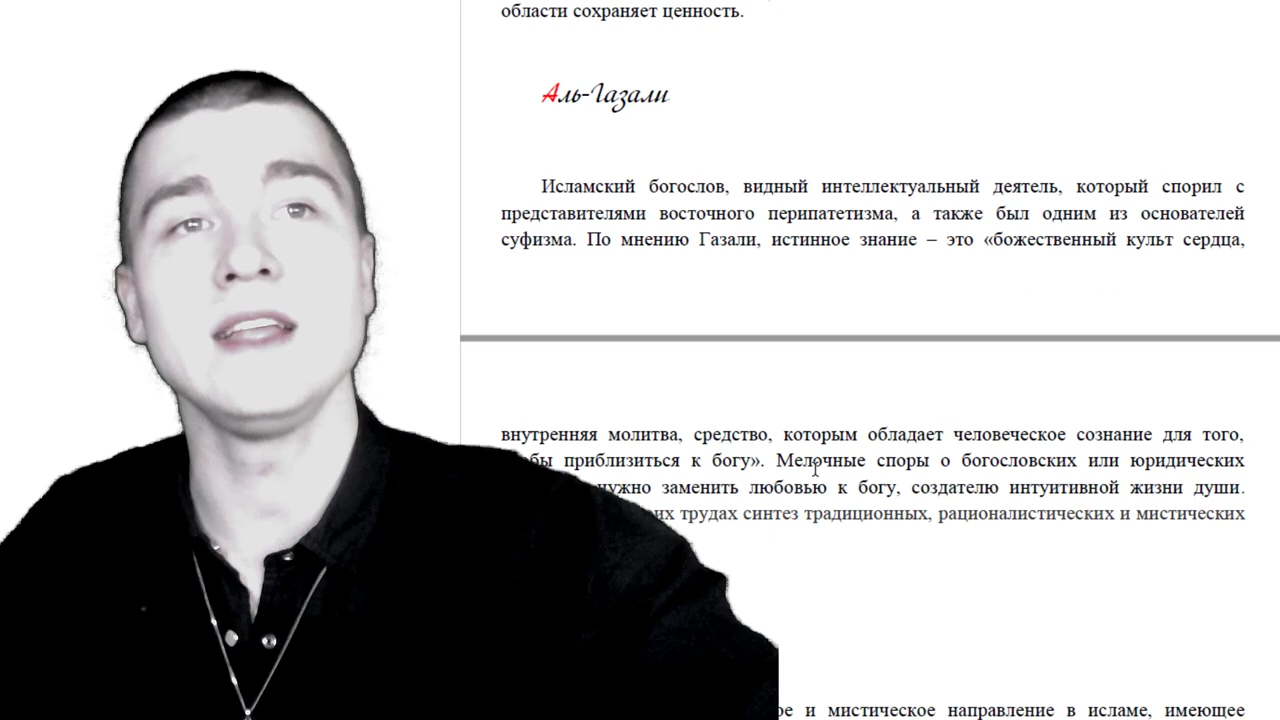 области сохраняет ценность.
Аль-Газали
Исламский богослов, видный интеллектуальный деятель, который спорил с
представителями восточного перипатетизма, а также был одним из основателей
суфизма. По мнению Газали, истинное знание – это «божественный культ сердца,
внутренняя молитва, средство, которым обладает человеческое сознание для того,
приблизиться к богу». Мелочные споры о богословских или юридических
нужно заменить любовью к богу, создателю интуитивной жизни души.
трудах синтез традиционных, рационалистических и мистических
и мистическое направление в исламе, имеющее